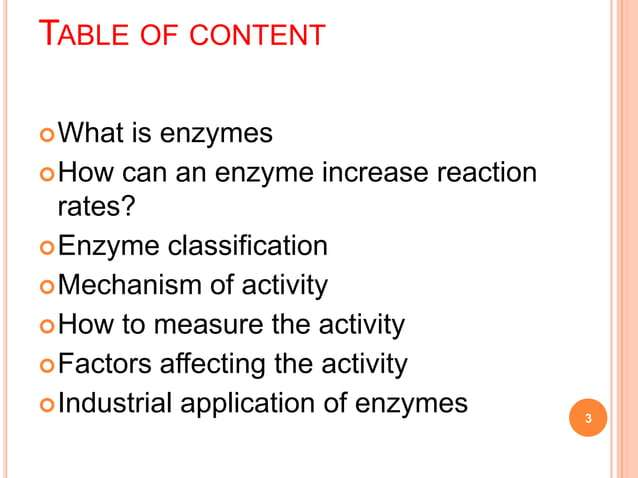 TABLE OF CONTENT
What is enzymes
How can an enzyme increase reaction
rates?
Enzyme classification
Mechanism of activity
How to measure the activity
Factors affecting the activity
Industrial application of enzymes
3